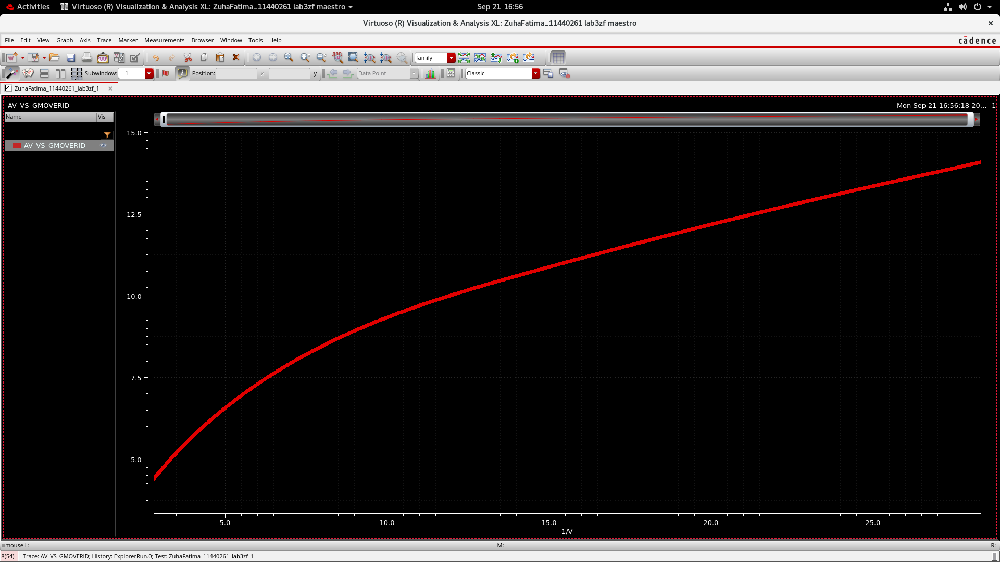 Activities Virtuoso (R) Visualization & Analysis XL: ZuhaFatima_11440261 lab3zf maestro Sep 21 16:56
Virtuoso (R) Visualization & Analysis XL: ZuhaFatima_11440261 lab3zf maestro
File Edit View Graph Axis Trace Marker Measurements Browser Window Tools Help cādence
family
Subwindow: 1 Position: x y Data Point Classic
ZuhaFatima_11440261_lab3zf_1
AV_VS_GMOVERID Mon Sep 21 16:56:18 20... 1
Name Vis
AV_VS_GMOVERID
15.0
12.5
10.0
7.5
5.0
5.0 10.0 15.0 20.0 25.0
1/V
mouse L: M: R:
8(54) Trace: AV_VS_GMOVERID; History: ExplorerRun.0; Test: ZuhaFatima_11440261_lab3zf_1